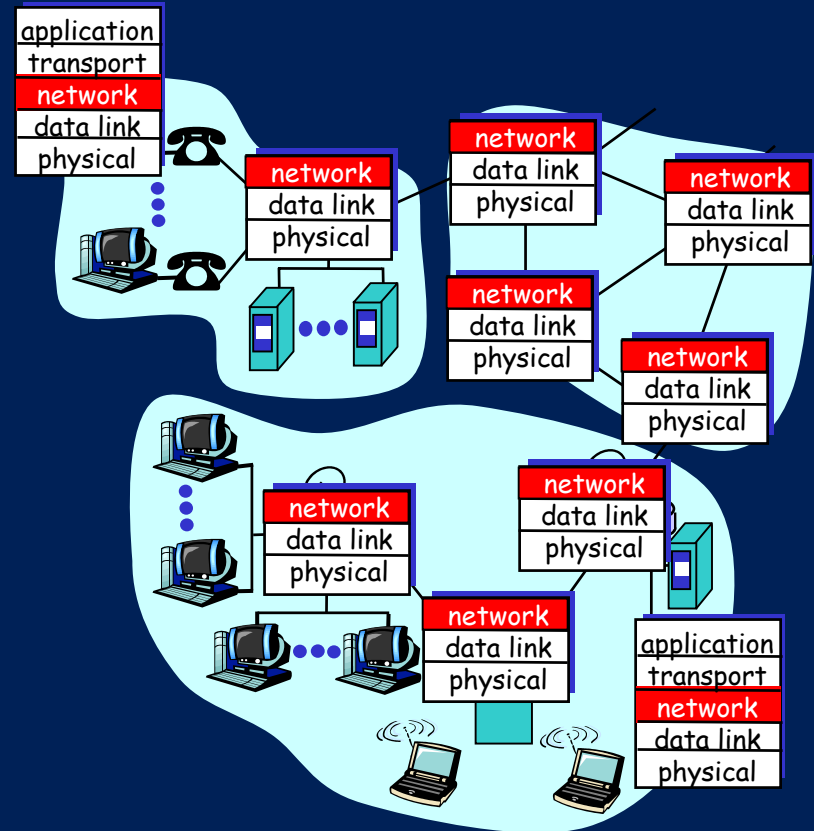 application
transport
network
data link
physical
network
data link
physical
network
data link
physical
network
data link
physical
network
data link
physical
network
data link
physical
network
data link
physical
network
data link
physical
network
data link
physical
application
transport
network
data link
physical